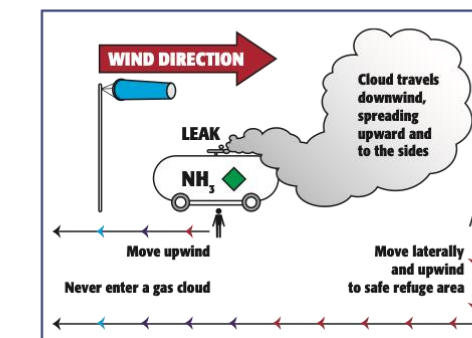 WIND DIRECTION
Cloud travels
downwind,
spreading
upward and
to the sides
LEAK
NH3
Move upwind
Never enter a gas cloud
Move laterally
and upwind
to safe refuge area